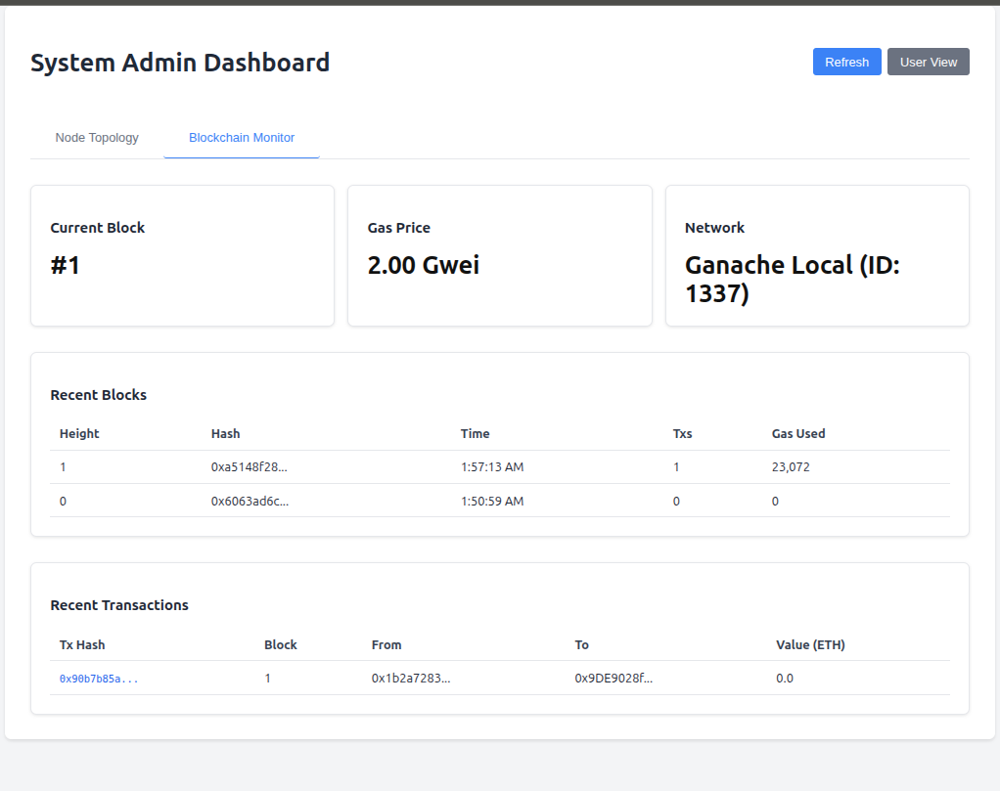 System Admin Dashboard
Refresh User View
Node Topology Blockchain Monitor
Current Block Gas Price Network
#1 2.00 Gwei Ganache Local (ID:
1337)
Recent Blocks
Height Hash Time Txs Gas Used
1 0xa5148f28... 1:57:13 AM 1 23,072
0 0x6063ad6c... 1:50:59 AM 0 0
Recent Transactions
Tx Hash Block From To Value (ETH)
0x90b7b85a... 1 0x1b2a7283... 0x9DE9028f... 0.0